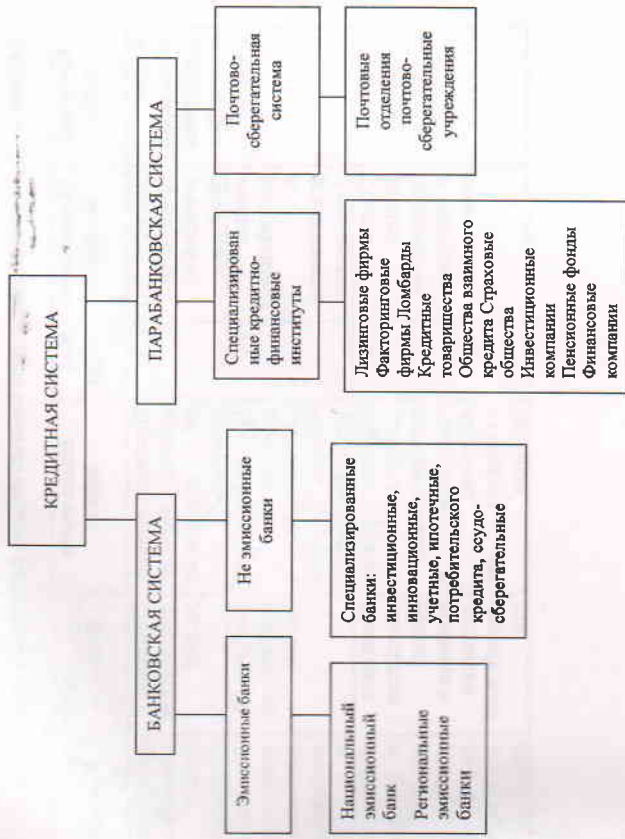 КРЕДИТНАЯ СИСТЕМА
БАНКОВСКАЯ СИСТЕМА
ПАРАБАНКОВСКАЯ СИСТЕМА
Эмиссионные банки
Не эмиссионные
банки
Специализирован
ные кредитно-
финансовые
институты
Почтово-
сберегательная
система
Национальный
эмиссионный
банк
Региональные
эмиссионные
банки
Специализированные
банки:
инвестиционные,
инновационные,
учетные, ипотечные,
потребительского
кредита, ссудо-
сберегательные
Лизинговые фирмы
Факторинговые
фирмы Ломбарды
Кредитные
товарищества
Общества взаимного
кредита Страховые
общества
Инвестиционные
компании
Пенсионные фонды
Финансовые
компании
Почтовые
отделения
почтово-
сберегательные
учреждения